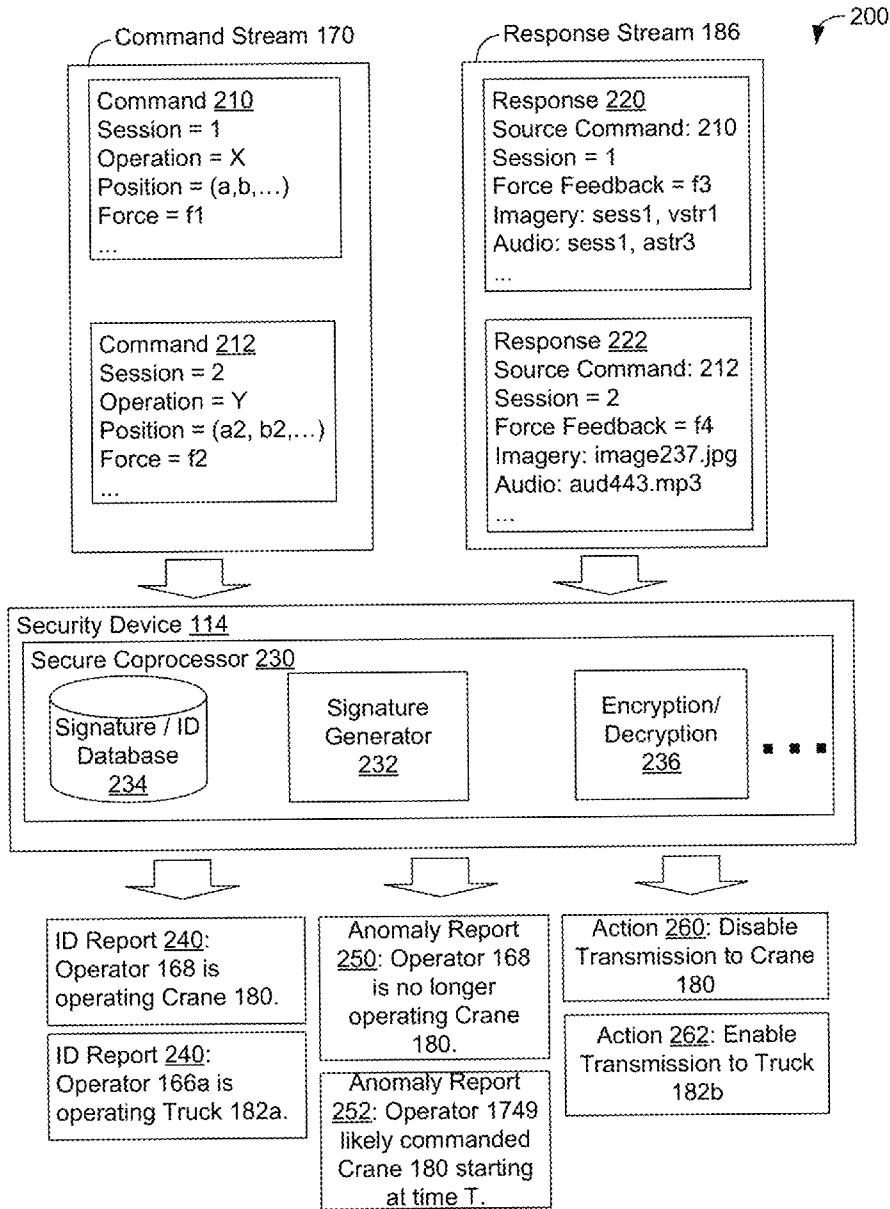 200
Command Stream 170
Command 210
Session = 1
Operation = X
Position = (a,b,...)
Force = f1
...
Command 212
Session = 2
Operation = Y
Position = (a2, b2,...)
Force = f2
...
Response Stream 186
Response 220
Source Command: 210
Session = 1
Force Feedback = f3
Imagery: sess1, vstr1
Audio: sess1, astr3
...
Response 222
Source Command: 212
Session = 2
Force Feedback = f4
Imagery: image237.jpg
Audio: aud443.mp3
...
Security Device 114
Secure Coprocessor 230
Signature / ID
Database
234
Signature
Generator
232
Encryption/
Decryption
236
ID Report 240:
Operator 168 is
operating Crane 180.
ID Report 240:
Operator 166a is
operating Truck 182a.
Anomaly Report
250: Operator 168
is no longer
operating Crane
180.
Anomaly Report
252: Operator 1749
likely commanded
Crane 180 starting
at time T.
Action 260: Disable
Transmission to Crane
180
Action 262: Enable
Transmission to Truck
182b